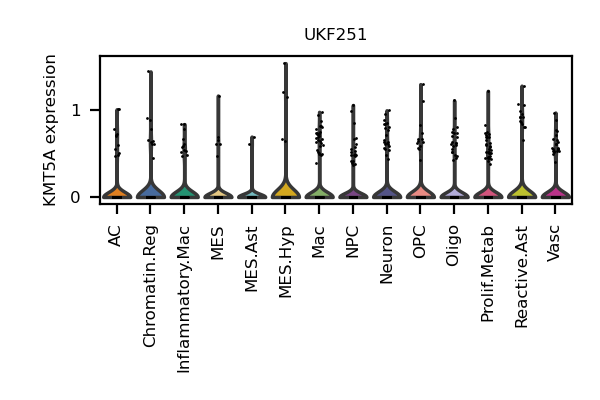 UKF251
KMT5A expression
1
0
AC
Chromatin.Reg
Inflammatory.Mac
MES
MES.Ast
MES.Hyp
Mac
NPC
Neuron
OPC
Oligo
Prolif.Metab
Reactive.Ast
Vasc